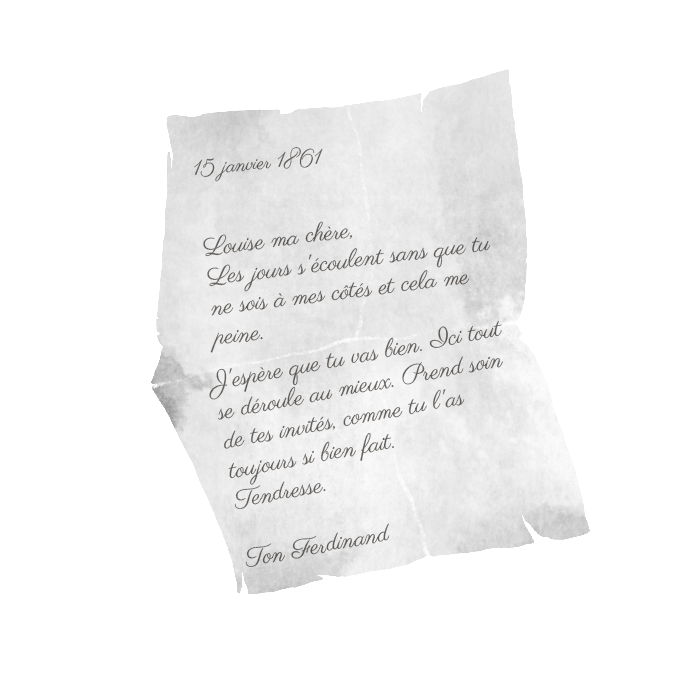 15 janvier 1861
Louise ma chère,
Les jours s'écoulent sans que tu
ne sois à mes côtés et cela me
peine.
J'espère que tu vas bien. Ici tout
se déroule au mieux. Prend soin
de tes invités, comme tu l'as
toujours si bien fait.
Tendresse.
Ton Ferdinand